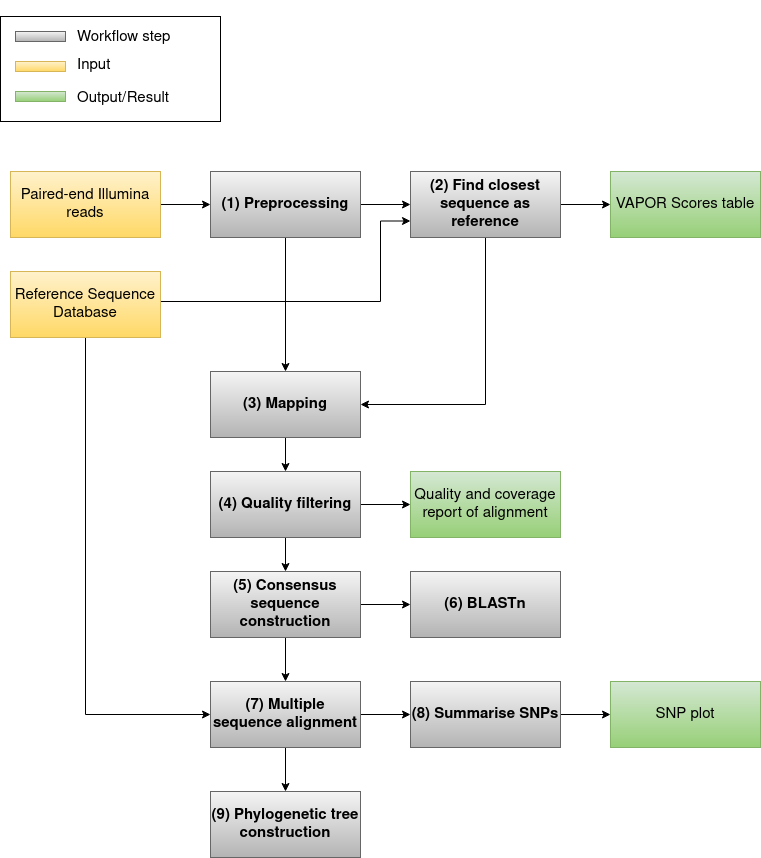 Workflow step
Input
Output/Result
Paired-end Illumina
reads
(1) Preprocessing
(2) Find closest
sequence as
reference
VAPOR Scores table
Reference Sequence
Database
(3) Mapping
(4) Quality filtering
Quality and coverage
report of alignment
(5) Consensus
sequence
construction
(6) BLASTn
(7) Multiple
sequence alignment
(8) Summarise SNPs
SNP plot
(9) Phylogenetic tree
construction